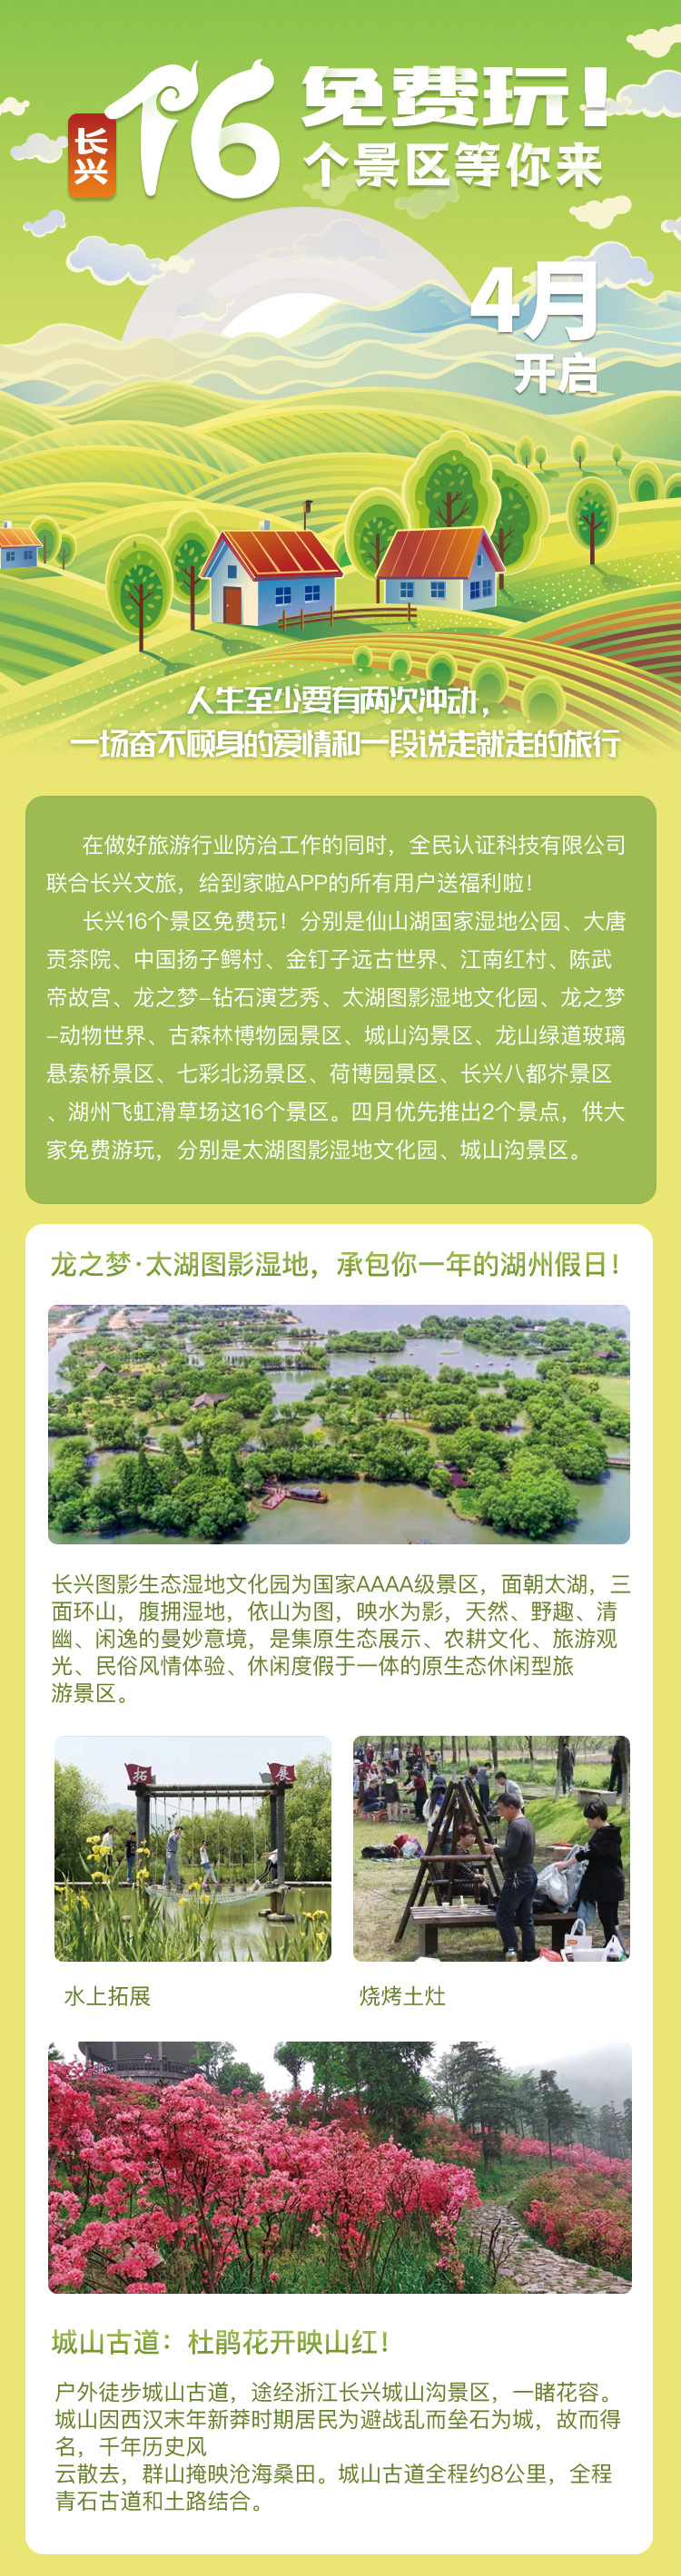 长兴
16
免费玩!
个景区等你来
4月
开启
人生至少要有两次冲动,
一场奋不顾身的爱情和一段说走就走的旅行
在做好旅游行业防治工作的同时，全民认证科技有限公司
联合长兴文旅，给到家啦APP的所有用户送福利啦！
长兴16个景区免费玩！分别是仙山湖国家湿地公园、大唐
贡茶院、中国扬子鳄村、金钉子远古世界、江南红村、陈武
帝故宫、龙之梦-钻石演艺秀、太湖图影湿地文化园、龙之梦
-动物世界、古森林博物园景区、城山沟景区、龙山绿道玻璃
悬索桥景区、七彩北汤景区、荷博园景区、长兴八都岕景区
、湖州飞虹滑草场这16个景区。四月优先推出2个景点，供大
家免费游玩，分别是太湖图影湿地文化园、城山沟景区。
龙之梦·太湖图影湿地，承包你一年的湖州假日！
长兴图影生态湿地文化园为国家AAAA级景区，面朝太湖，三
面环山，腹拥湿地，依山为图，映水为影，天然、野趣、清
幽、闲逸的曼妙意境，是集原生态展示、农耕文化、旅游观
光、民俗风情体验、休闲度假于一体的原生态休闲型旅
游景区。
拓 展
水上拓展
烧烤土灶
城山古道：杜鹃花开映山红！
户外徒步城山古道，途经浙江长兴城山沟景区，一睹花容。
城山因西汉末年新莽时期居民为避战乱而垒石为城，故而得
名，千年历史风
云散去，群山掩映沧海桑田。城山古道全程约8公里，全程
青石古道和土路结合。